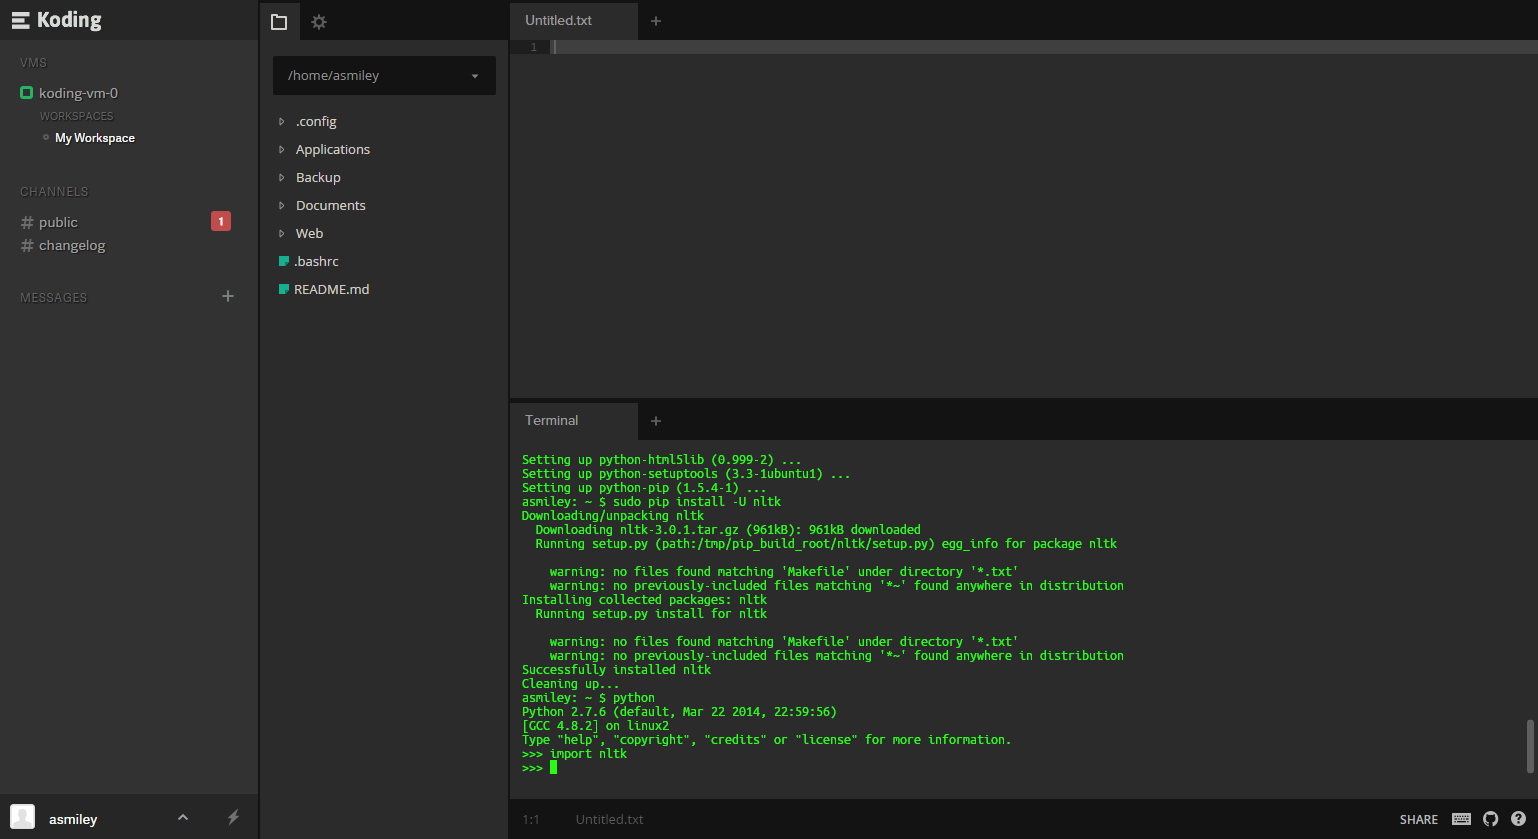 Koding
VMS
koding-vm-0
WORKSPACES
My Workspace
CHANNELS
# public
1
# changelog
MESSAGES
+
asmiley
/home/asmiley
.config
Applications
Backup
Documents
Web
.bashrc
README.md
Untitled.txt +
1
Terminal +
Setting up python-html5lib (0.999-2) ...
Setting up python-setuptools (3.3-1ubuntu1) ...
Setting up python-pip (1.5.4-1) ...
asmiley: ~ $ sudo pip install -U nltk
Downloading/unpacking nltk
  Downloading nltk-3.0.1.tar.gz (961kB): 961kB downloaded
  Running setup.py (path:/tmp/pip_build_root/nltk/setup.py) egg_info for package nltk
    warning: no files found matching 'Makefile' under directory '*.txt'
    warning: no previously-included files matching '*~' found anywhere in distribution
Installing collected packages: nltk
  Running setup.py install for nltk
    warning: no files found matching 'Makefile' under directory '*.txt'
    warning: no previously-included files matching '*~' found anywhere in distribution
Successfully installed nltk
Cleaning up...
asmiley: ~ $ python
Python 2.7.6 (default, Mar 22 2014, 22:59:56)
[GCC 4.8.2] on linux2
Type "help", "copyright", "credits" or "license" for more information.
>>> import nltk
>>>
1:1 Untitled.txt
SHARE ?